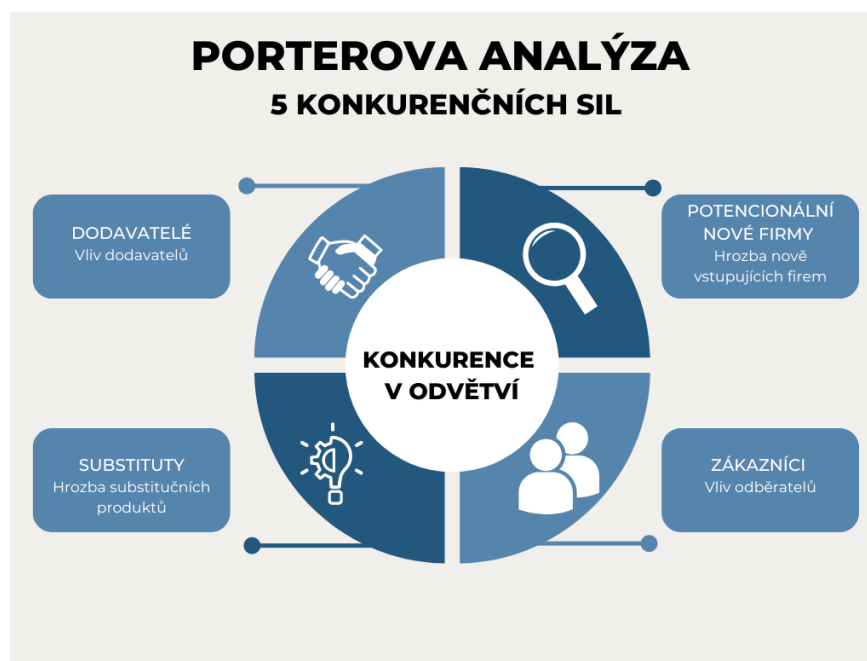 PORTEROVA ANALÝZA
5 KONKURENČNÍCH SIL
DODAVATELÉ
Vliv dodavatelů
POTENCIONÁLNÍ
NOVÉ FIRMY
Hrozba nově
vstupujících firem
KONKURENCE
V ODVĚTVÍ
SUBSTITUTY
Hrozba substitučních
produktů
ZÁKAZNÍCI
Vliv odběratelů